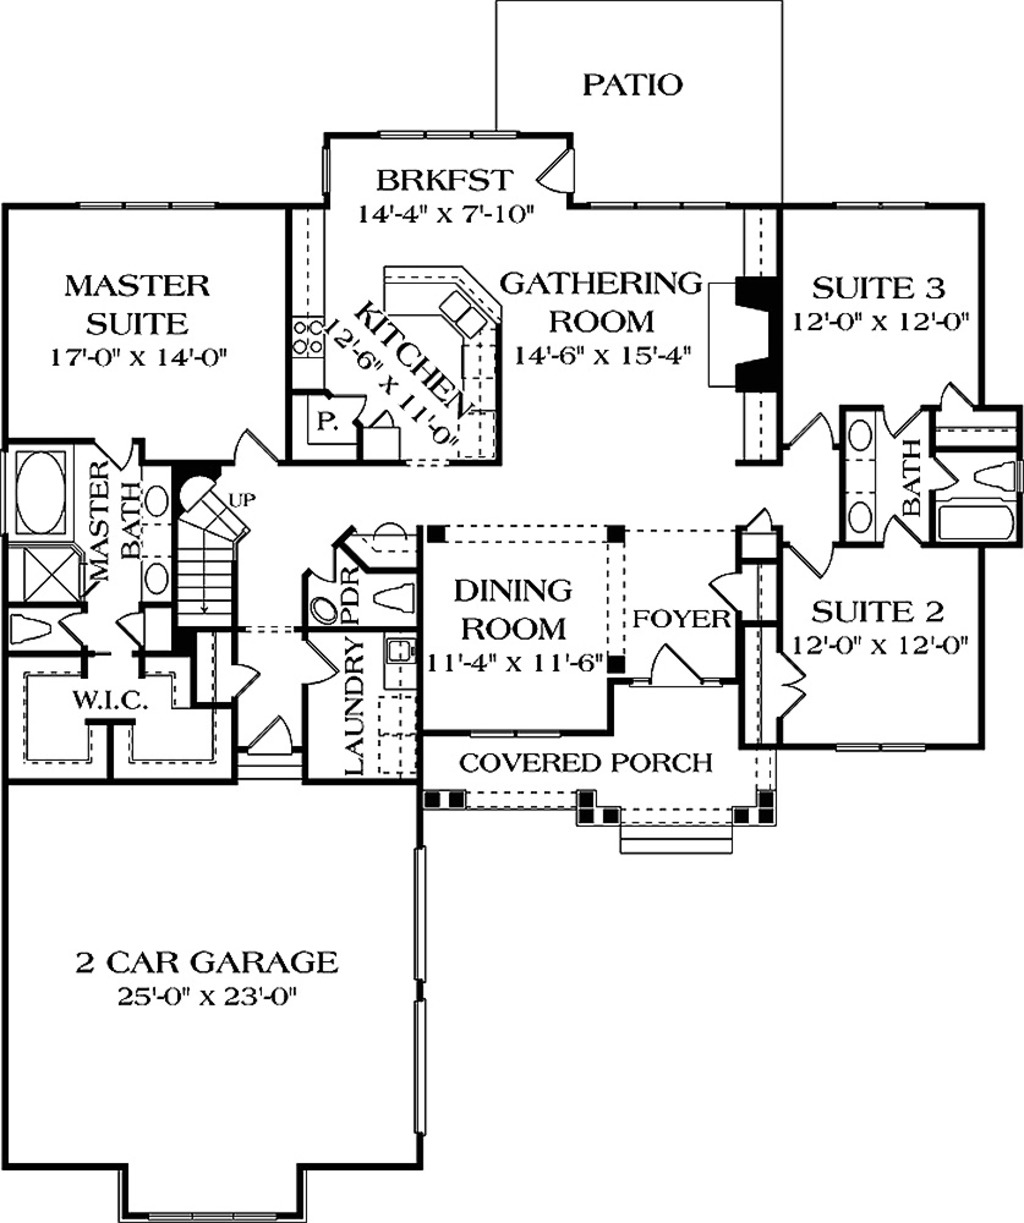 PATIO
BRKFST
14'-4" X 7'-10"
MASTER
SUITE
17'-0" X 14'-0"
GATHERING
ROOM
14'-6" X 15'-4"
SUITE 3
12'-0" X 12'-0"
KITCHEN
12'-6" X 11'-0"
P.
MASTER
BATH
UP
BATH
DINING
ROOM
11'-4" X 11'-6"
PDR
FOYER
SUITE 2
12'-0" X 12'-0"
LAUNDRY
W.I.C.
COVERED PORCH
2 CAR GARAGE
25'-0" X 23'-0"